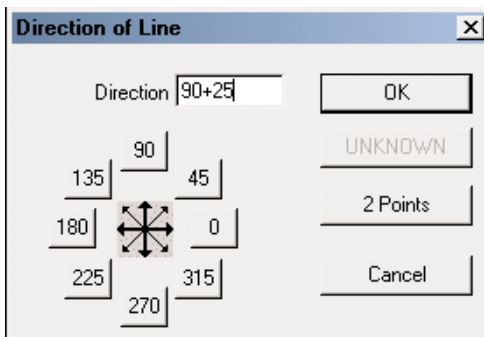 Direction of Line
Direction 90+25
OK
90
UNKNOWN
135 45
180 0
2 Points
225 315
Cancel
270